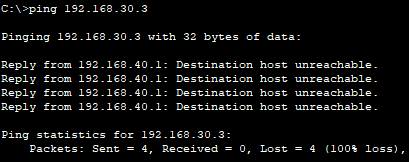 C:\>ping 192.168.30.3
Pinging 192.168.30.3 with 32 bytes of data:
Reply from 192.168.40.1: Destination host unreachable.
Reply from 192.168.40.1: Destination host unreachable.
Reply from 192.168.40.1: Destination host unreachable.
Reply from 192.168.40.1: Destination host unreachable.
Ping statistics for 192.168.30.3:
Packets: Sent = 4, Received = 0, Lost = 4 (100% loss),